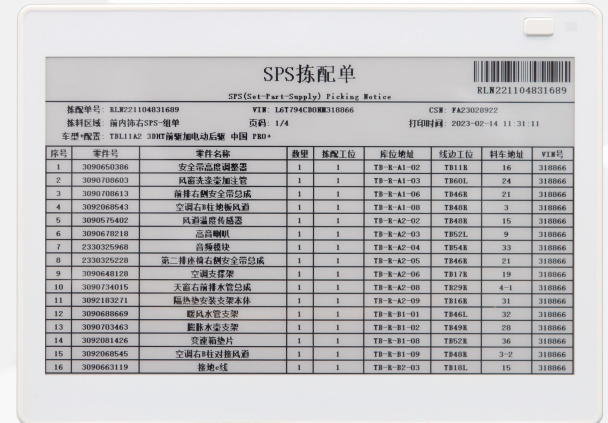 SPS拣配单
SPS(Set-Part-Supply) Picking Notice
RLN221104831689
拣配单号: RLN221104831689 VIN: L6T794CD0NN318866 CSN: FA23028922
拣料区域: 前内饰右SPS-组单 页码: 1/4 打印时间: 2023-02-14 11:31:11
车型+配置: TBL11A2 3DHT前驱加电动后驱 中国 PRO+
序号 零件号 零件名称 数量 拣配工位 库位地址 线边工位 料车地址 VIN号
1 3090650386 安全带高度调整器 1 1 TB-R-A1-02 TB11R 16 318866
2 3090708603 风窗洗涤壶加注管 1 1 TB-R-A1-03 TB60L 24 318866
3 3090708613 前排右侧安全带总成 1 1 TB-R-A1-06 TB46R 21 318866
4 3092068543 空调右B柱地板风道 1 1 TB-R-A1-08 TB48R 3 318866
5 3090575402 风道温度传感器 1 1 TB-R-A2-02 TB48R 15 318866
6 3090678218 高音喇叭 1 1 TB-R-A2-03 TB52L 9 318866
7 2330325968 音频模块 1 1 TB-R-A2-04 TB54R 33 318866
8 2330325228 第二排座椅右侧安全带总成 1 1 TB-R-A2-05 TB46R 21 318866
9 3090648128 空调支撑架 1 1 TB-R-A2-06 TB17R 19 318866
10 3090734015 天窗右前排水管总成 1 1 TB-R-A2-08 TB29R 4-1 318866
11 3092183271 隔热垫安装支架本体 1 1 TB-R-A2-09 TB16R 31 318866
12 3090688669 暖风水管支架 1 1 TB-R-B1-01 TB46L 32 318866
13 3090703463 膨胀水壶支架 1 1 TB-R-B1-02 TB49R 28 318866
14 3092081426 变速箱垫片 1 1 TB-R-B1-08 TB52R 36 318866
15 3092068545 空调右B柱对接风道 1 1 TB-R-B1-09 TB48R 3-2 318866
16 3090663119 接地c线 1 1 TB-R-B2-03 TB18L 15 318866